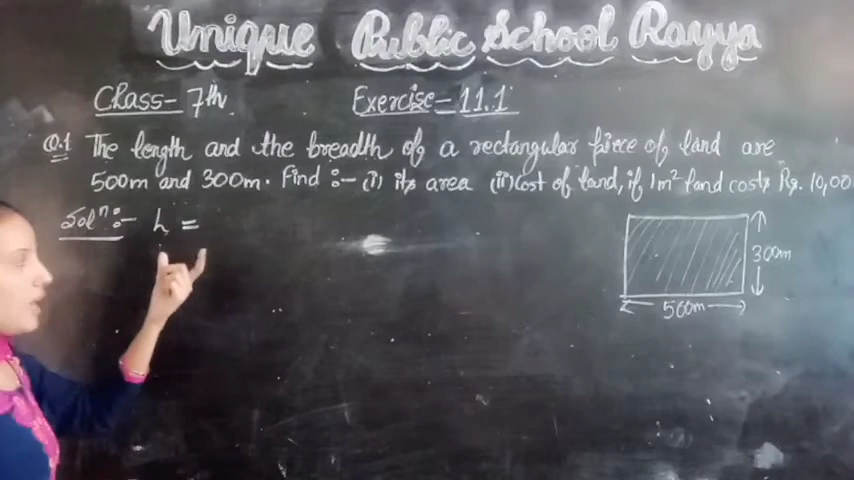 Unique Public School Rayya
Class- 7th Exercise- 11.1
Q.1 The length and the breadth of a rectangular piece of land are
500m and 300m. Find :- (i) its area (ii) Cost of land, if 1m² land costs Rs. 10,00
Solⁿ :- h =
300m
500m